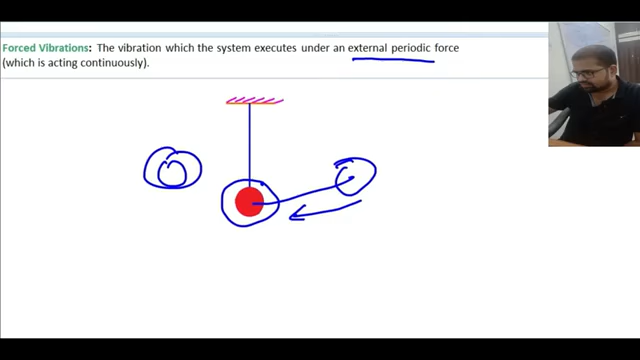 Forced Vibrations: The vibration which the system executes under an external periodic force
(which is acting continuously).